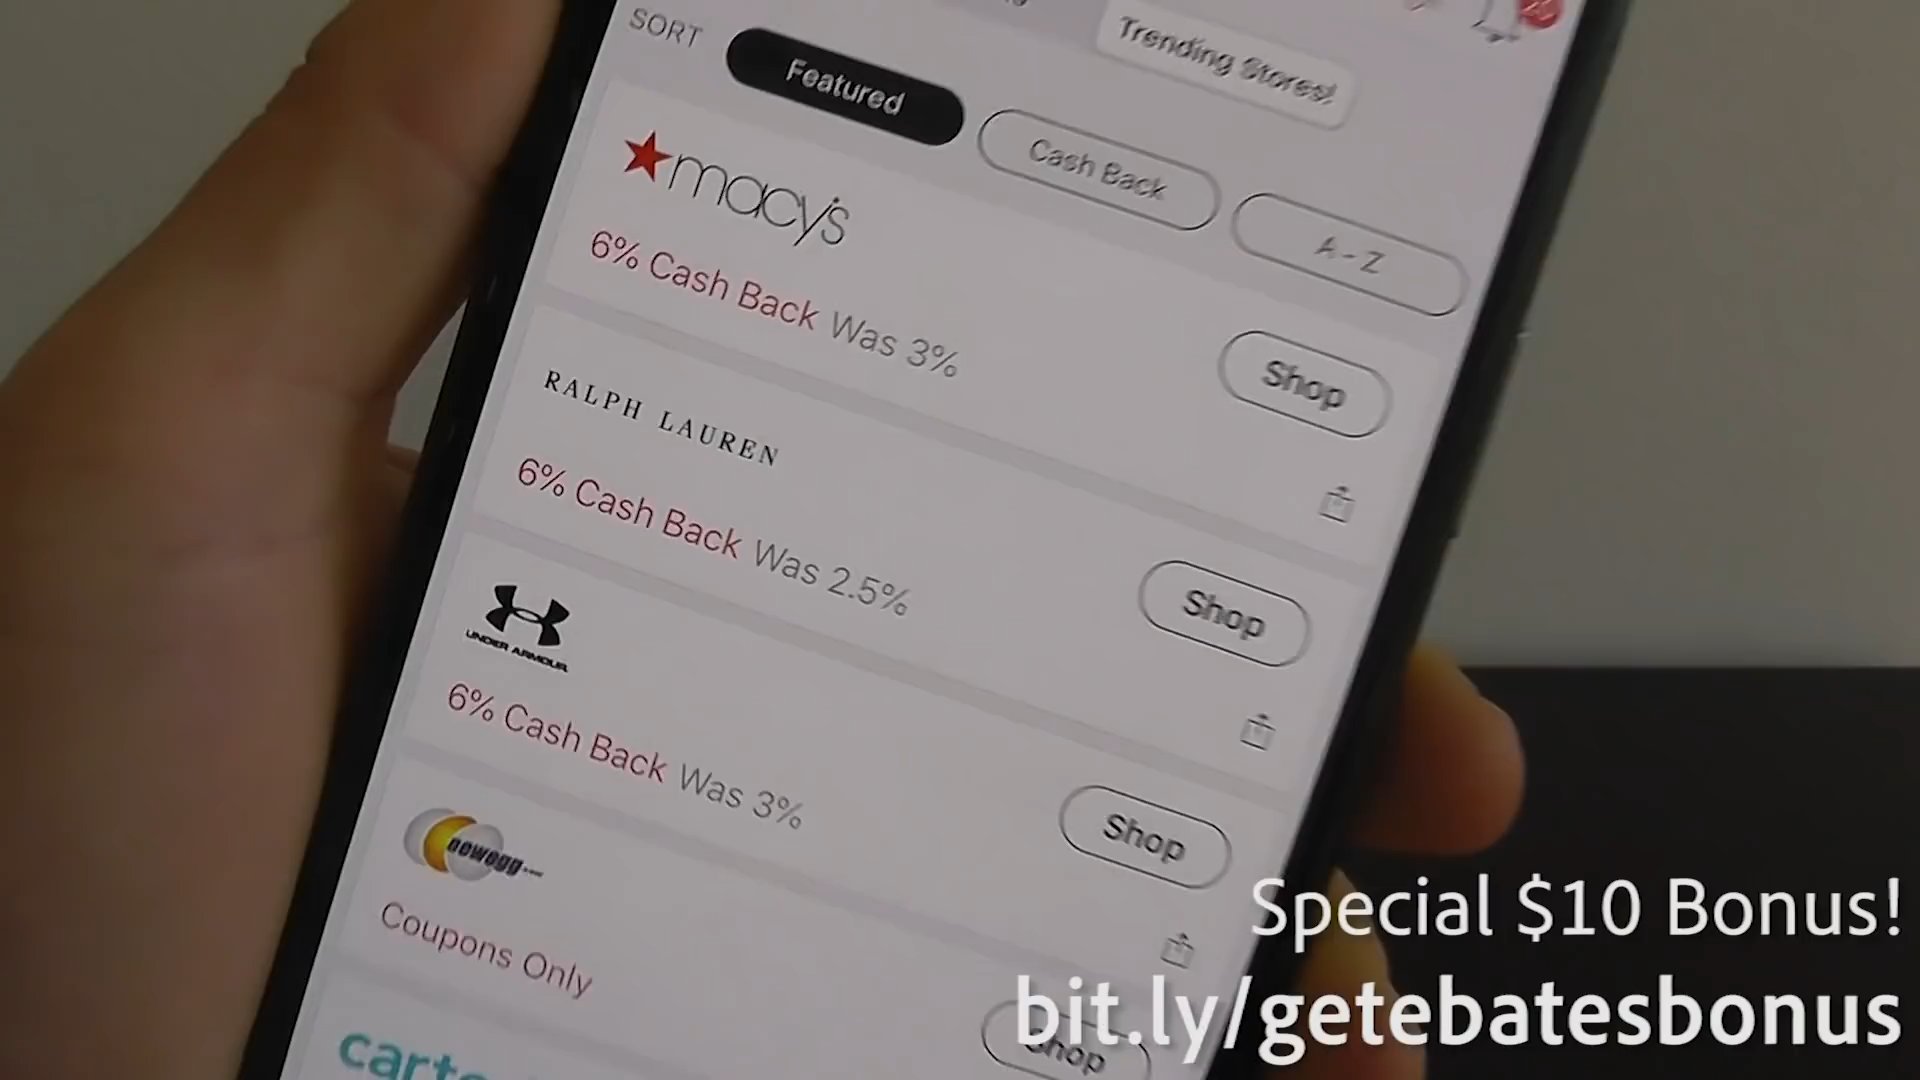 Trending Stores!
SORT
Featured
Cash Back
A - Z
macy's
6% Cash Back Was 3%
Shop
RALPH LAUREN
6% Cash Back Was 2.5%
Shop
UNDER ARMOUR
6% Cash Back Was 3%
Shop
newegg
Coupons Only
Shop
Special $10 Bonus!
bit.ly/getebatesbonus